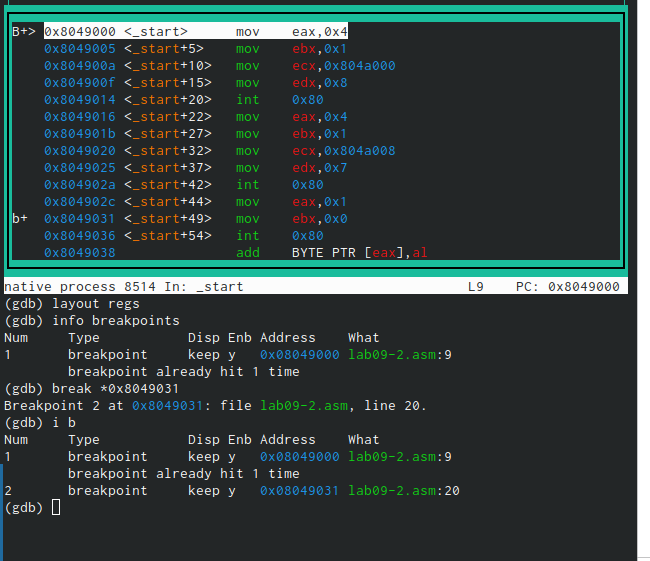 B+> 0x8049000 <_start> mov eax,0x4
0x8049005 <_start+5> mov ebx,0x1
0x804900a <_start+10> mov ecx,0x804a000
0x804900f <_start+15> mov edx,0x8
0x8049014 <_start+20> int 0x80
0x8049016 <_start+22> mov eax,0x4
0x804901b <_start+27> mov ebx,0x1
0x8049020 <_start+32> mov ecx,0x804a008
0x8049025 <_start+37> mov edx,0x7
0x804902a <_start+42> int 0x80
0x804902c <_start+44> mov eax,0x1
b+ 0x8049031 <_start+49> mov ebx,0x0
0x8049036 <_start+54> int 0x80
0x8049038 add BYTE PTR [eax],al
native process 8514 In: _start L9 PC: 0x8049000
(gdb) layout regs
(gdb) info breakpoints
Num Type Disp Enb Address What
1 breakpoint keep y 0x08049000 lab09-2.asm:9
breakpoint already hit 1 time
(gdb) break *0x8049031
Breakpoint 2 at 0x8049031: file lab09-2.asm, line 20.
(gdb) i b
Num Type Disp Enb Address What
1 breakpoint keep y 0x08049000 lab09-2.asm:9
breakpoint already hit 1 time
2 breakpoint keep y 0x08049031 lab09-2.asm:20
(gdb)